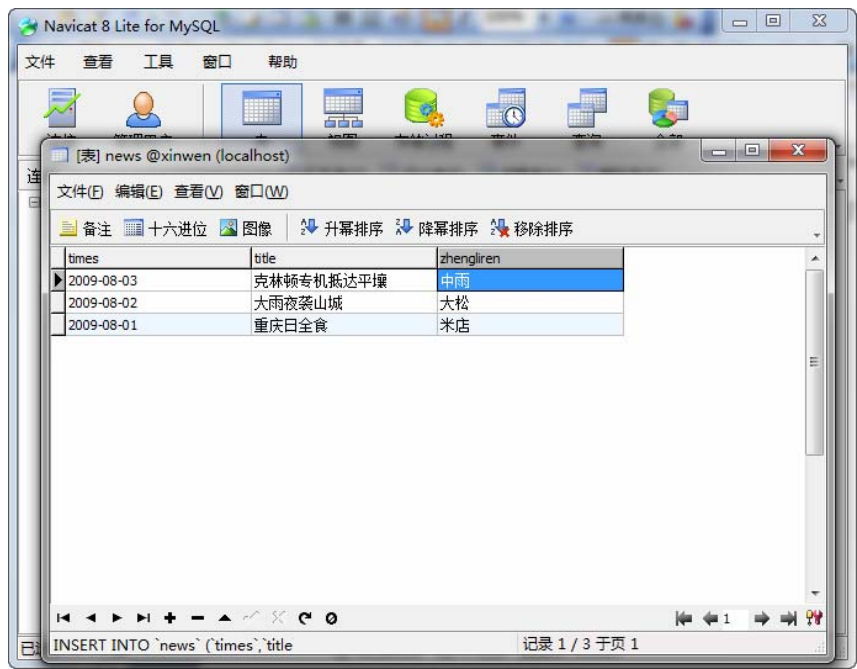 Navicat 8 Lite for MySQL
文件 查看 工具 窗口 帮助
[表] news @xinwen (localhost)
文件(F) 编辑(E) 查看(V) 窗口(W)
备注 十六进位 图像 升幂排序 降幂排序 移除排序
times title zhengliren
2009-08-03 克林顿专机抵达平壤 中雨
2009-08-02 大雨夜袭山城 大松
2009-08-01 重庆日全食 米店
1
INSERT INTO `news` (`times`,`title 记录 1 / 3 于页 1